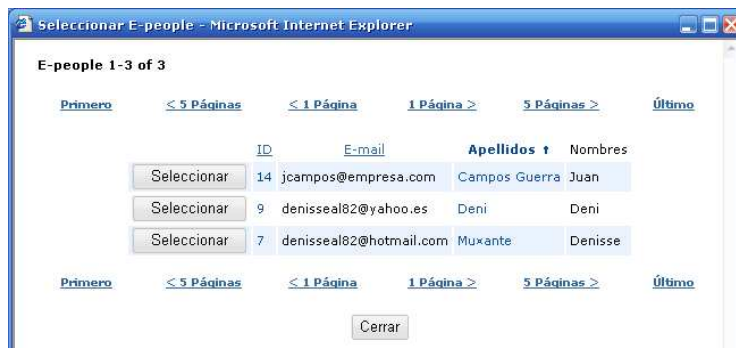 Seleccionar E-people - Microsoft Internet Explorer
E-people 1-3 of 3
Primero < 5 Páginas < 1 Página 1 Página > 5 Páginas > Último
ID E-mail Apellidos ↑ Nombres
Seleccionar 14 jcampos@empresa.com Campos Guerra Juan
Seleccionar 9 denisseal82@yahoo.es Deni Deni
Seleccionar 7 denisseal82@hotmail.com Muxante Denisse
Primero < 5 Páginas < 1 Página 1 Página > 5 Páginas > Último
Cerrar